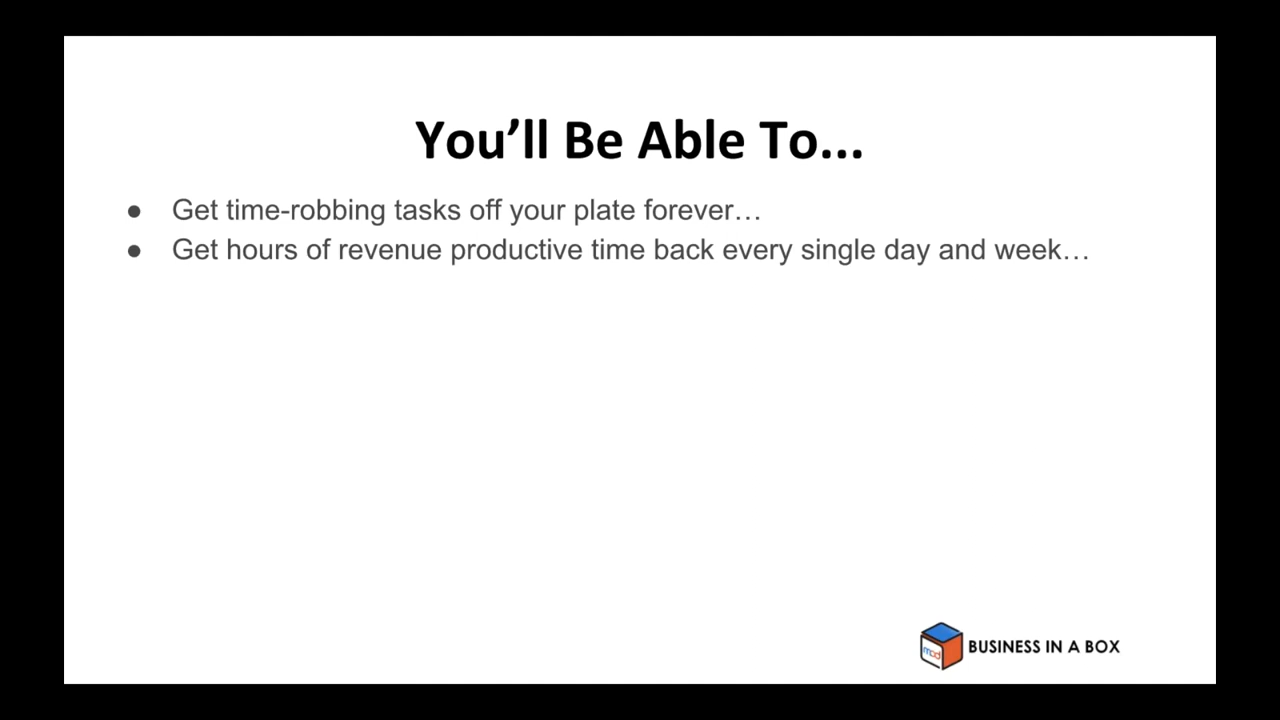 You’ll Be Able To...
● Get time-robbing tasks off your plate forever…
● Get hours of revenue productive time back every single day and week…
mad BUSINESS IN A BOX